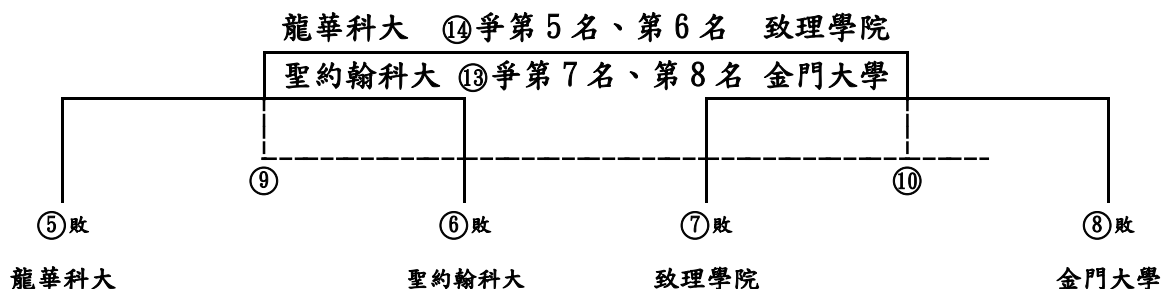 龍華科大 ⑭爭第5名、第6名 致理學院
聖約翰科大 ⑬爭第7名、第8名 金門大學
⑨ ⑩
⑤敗 ⑥敗 ⑦敗 ⑧敗
龍華科大 聖約翰科大 致理學院 金門大學